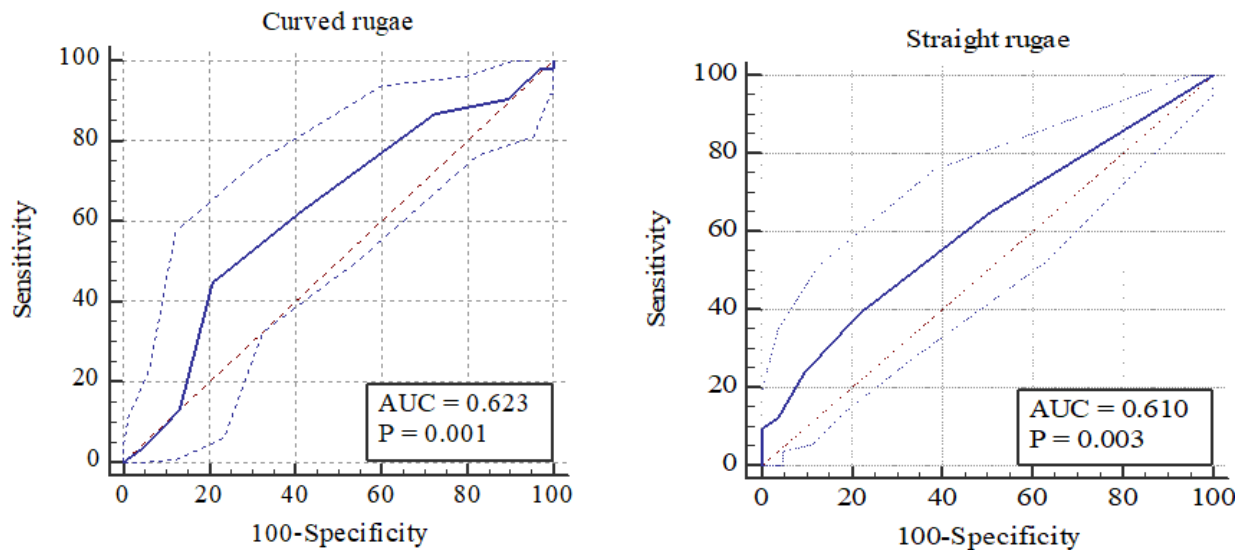 Curved rugae
100
80
60
40
20
0
Sensitivity
AUC = 0.623
P = 0.001
0 20 40 60 80 100
100-Specificity
Straight rugae
100
80
60
40
20
0
Sensitivity
AUC = 0.610
P = 0.003
0 20 40 60 80 100
100-Specificity